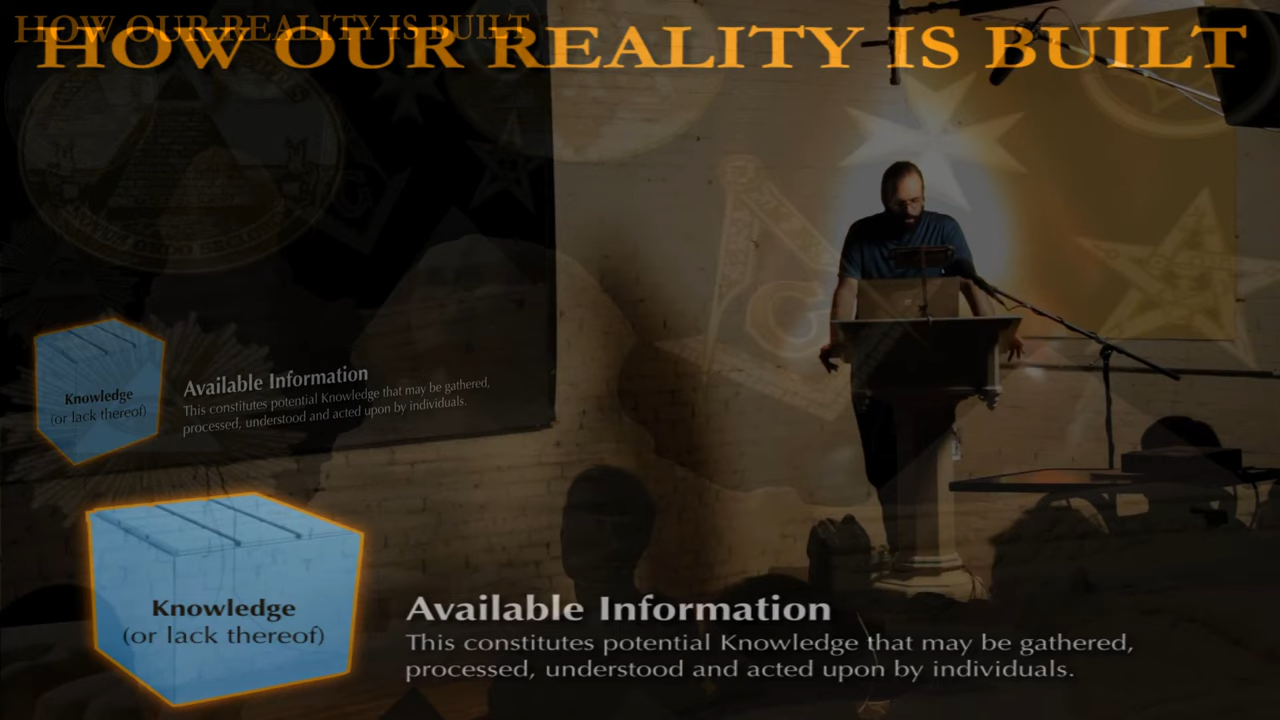 HOW OUR REALITY IS BUILT
HOW OUR REALITY IS BUILT
G
Knowledge
(or lack thereof)
Available Information
This constitutes potential Knowledge that may be gathered,
processed, understood and acted upon by individuals.
Knowledge
(or lack thereof)
Available Information
This constitutes potential Knowledge that may be gathered,
processed, understood and acted upon by individuals.